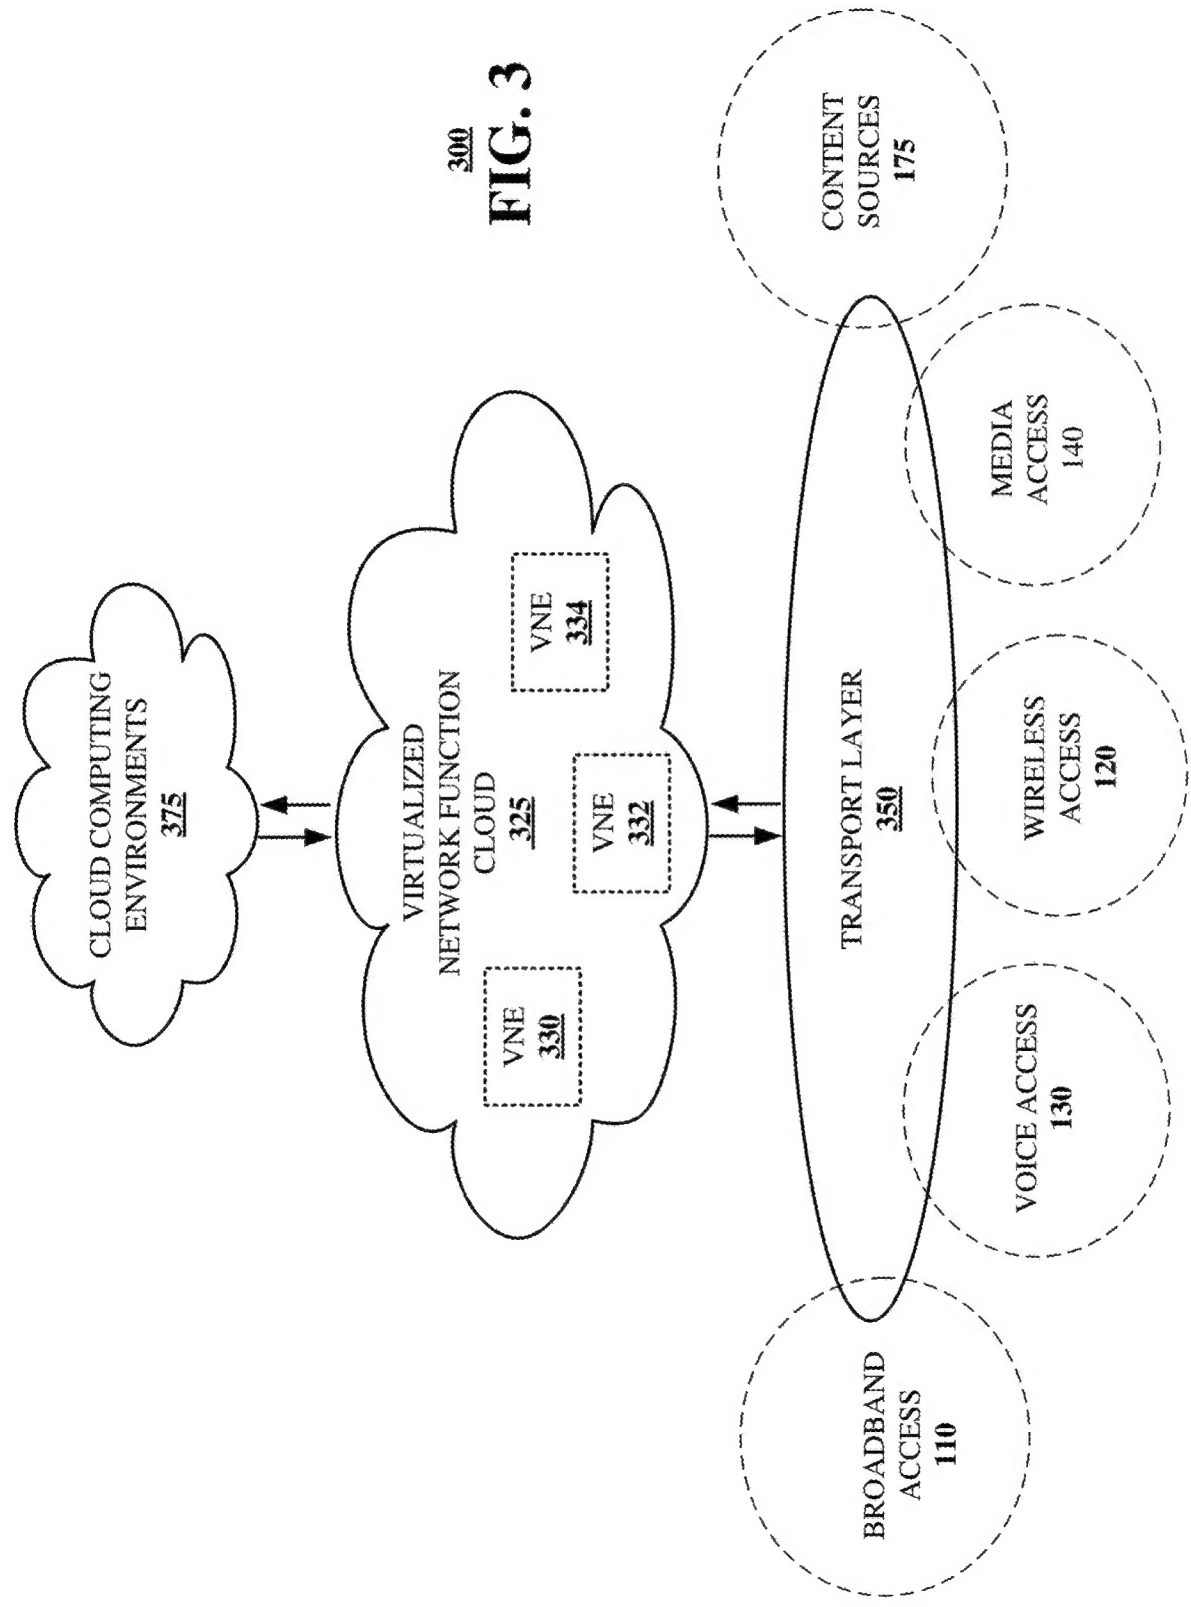 CLOUD COMPUTING
ENVIRONMENTS
375
VIRTUALIZED
NETWORK FUNCTION
CLOUD
325
VNE
330
VNE
332
VNE
334
TRANSPORT LAYER
350
BROADBAND
ACCESS
110
VOICE ACCESS
130
WIRELESS
ACCESS
120
MEDIA
ACCESS
140
CONTENT
SOURCES
175
300
FIG. 3